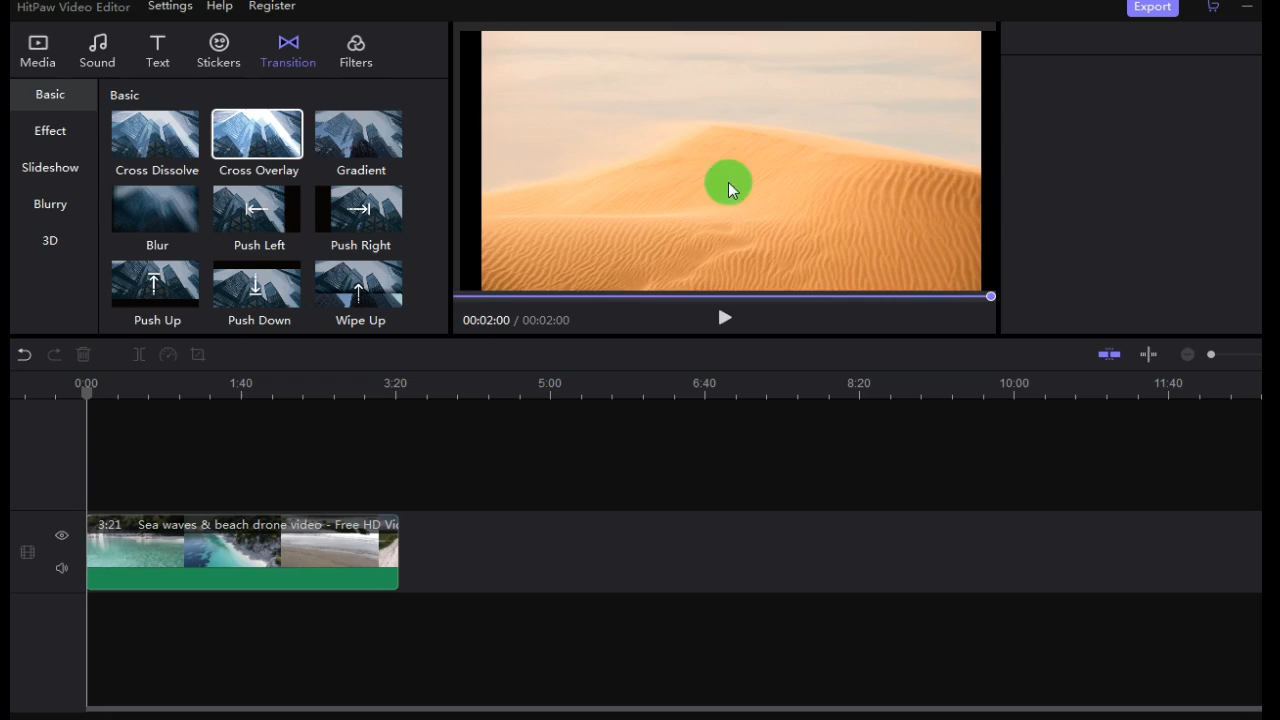 HitPaw Video Editor Settings Help Register Export
Media Sound Text Stickers Transition Filters
Basic
Effect
Slideshow
Blurry
3D
Basic
Cross Dissolve Cross Overlay Gradient
Blur Push Left Push Right
Push Up Push Down Wipe Up
00:02:00 / 00:02:00
0:00 1:40 3:20 5:00 6:40 8:20 10:00 11:40
3:21 Sea waves & beach drone video - Free HD Vi